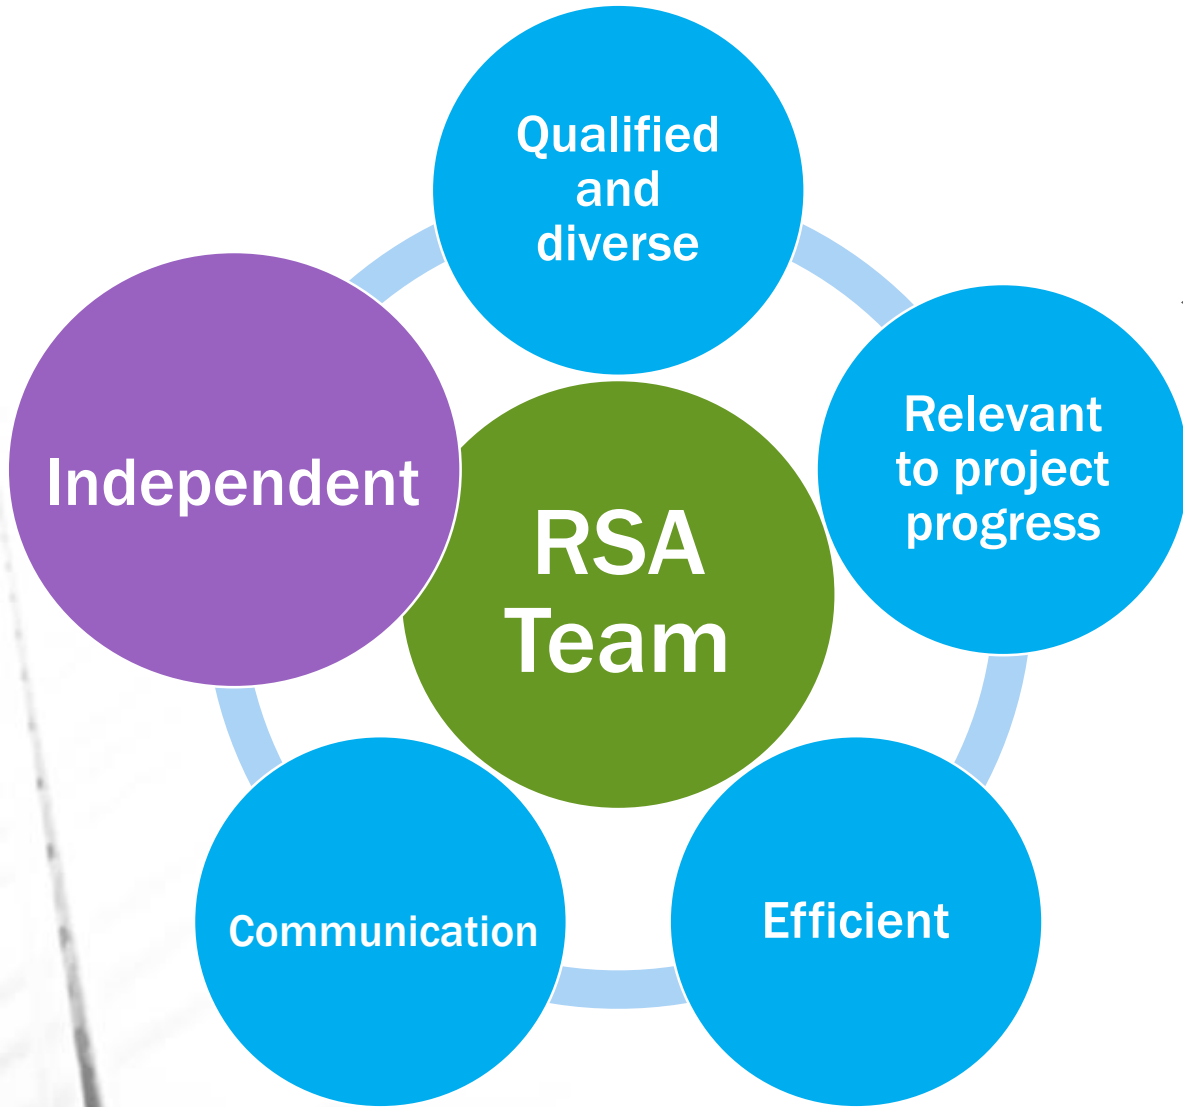 Qualified
and
diverse
Relevant
to project
progress
Independent
RSA
Team
Communication
Efficient